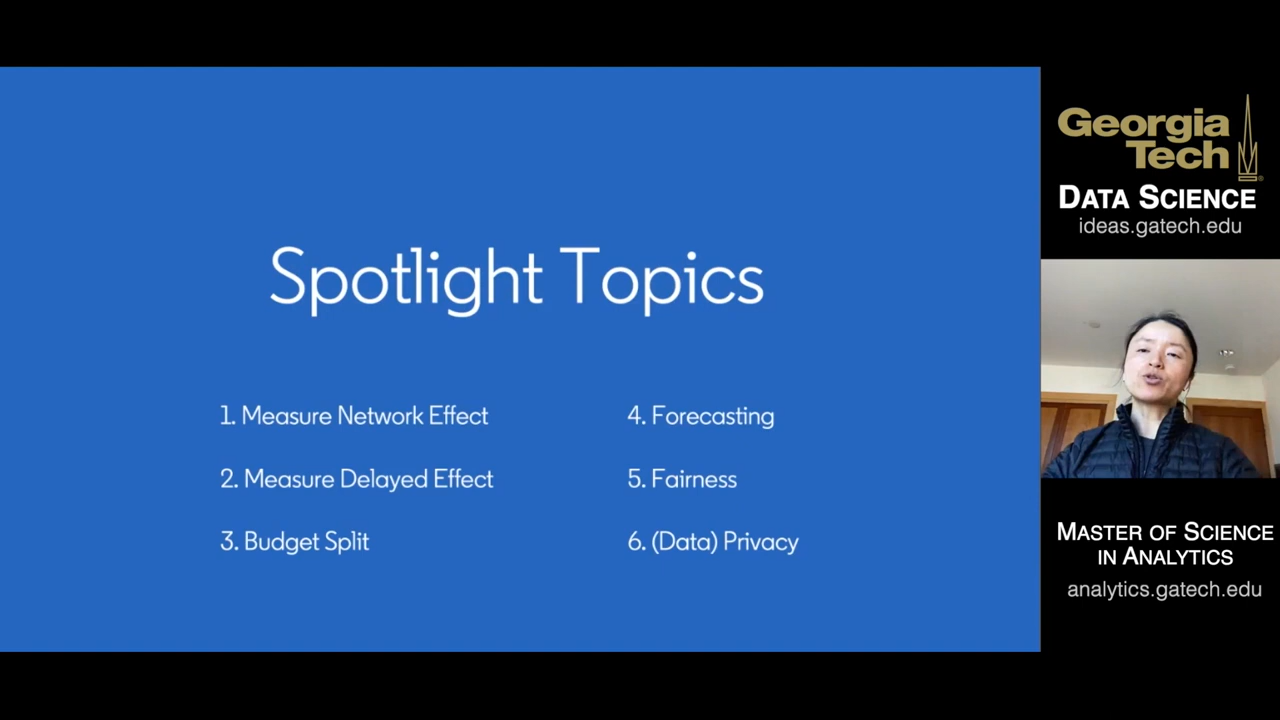 Spotlight Topics
1. Measure Network Effect
2. Measure Delayed Effect
3. Budget Split
4. Forecasting
5. Fairness
6. (Data) Privacy
Georgia
Tech
DATA SCIENCE
ideas.gatech.edu
MASTER OF SCIENCE
IN ANALYTICS
analytics.gatech.edu